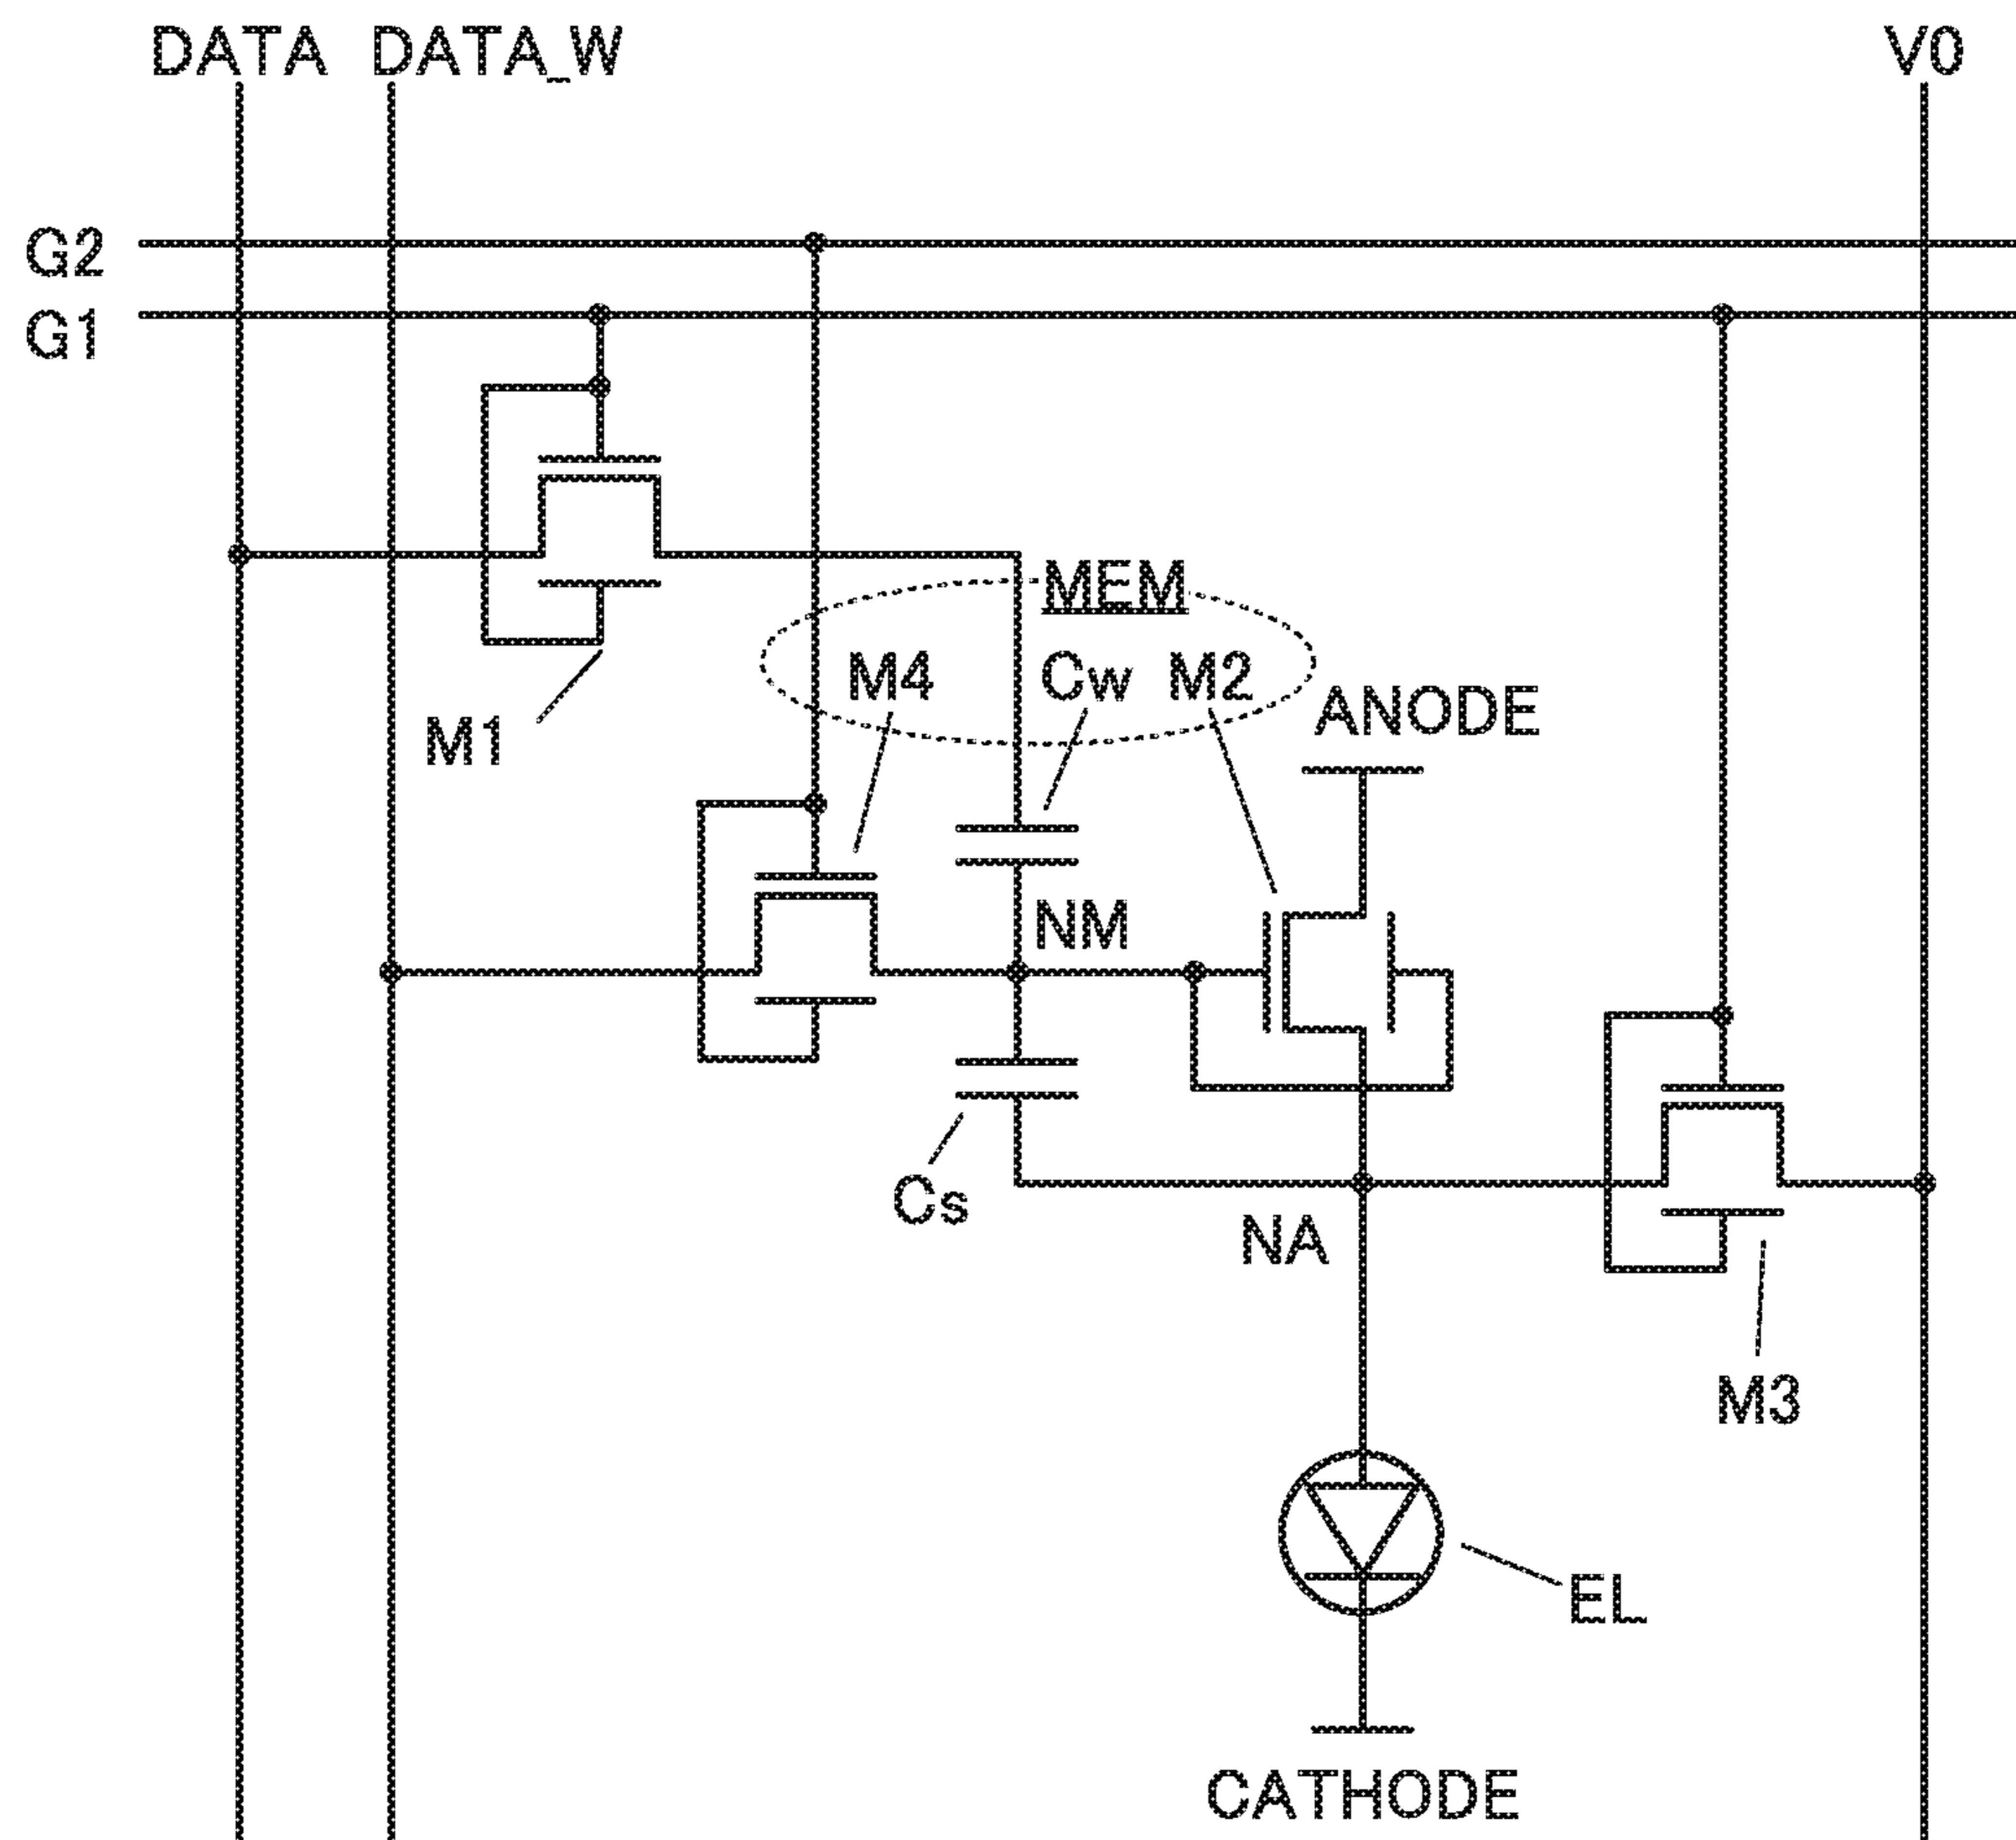 DATA DATA_W V0
G2
G1
MEM
M4 Cw M2
ANODE
M1
NM
Cs
NA
M3
EL
CATHODE